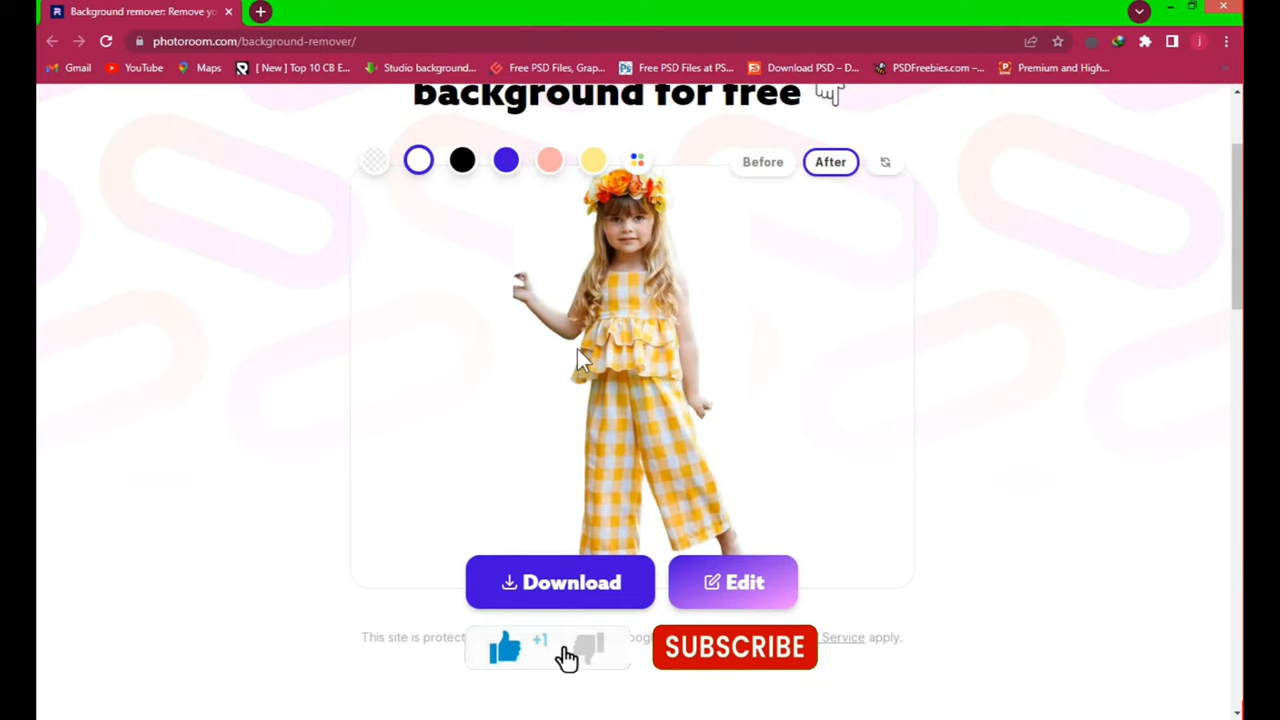 Background remover: Remove yo
photoroom.com/background-remover/
Gmail
YouTube
Maps
[ New ] Top 10 CB E...
Studio background...
Free PSD Files, Grap...
Free PSD Files at PS...
Download PSD – D...
PSDFreebies.com –...
Premium and High...
j
background for free
Before
After
Download
Edit
This site is protec
oogl
f Service apply.
+1
SUBSCRIBE